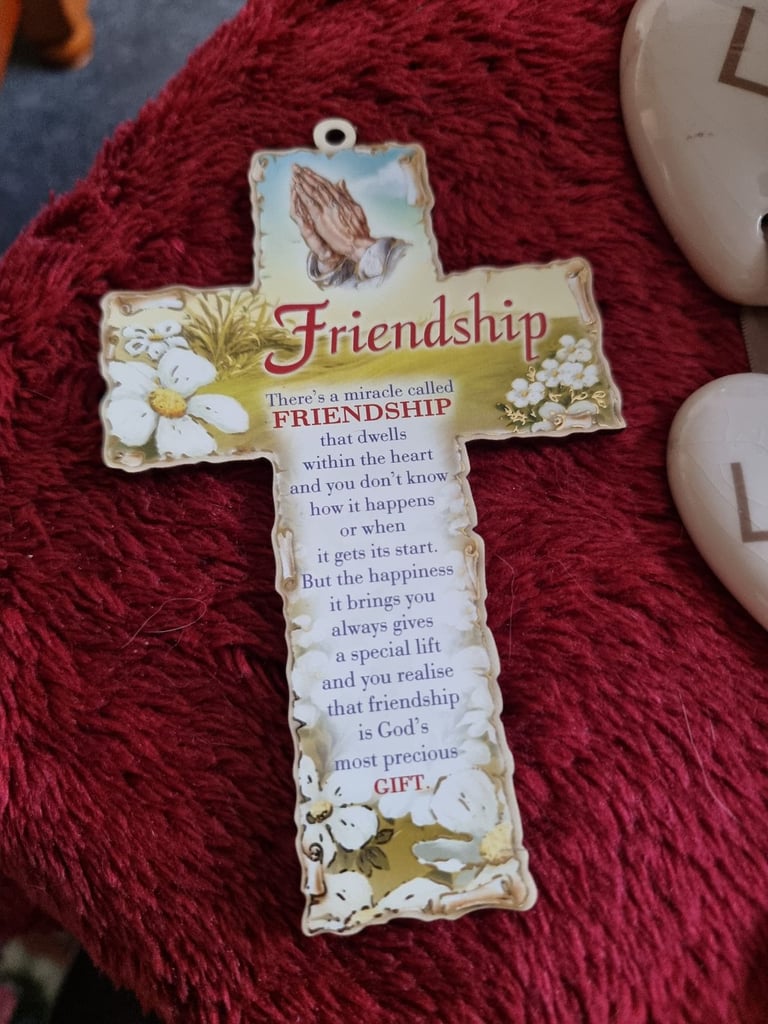 Friendship
There's a miracle called
FRIENDSHIP
that dwells
within the heart
and you don't know
how it happens
or when
it gets its start.
But the happiness
it brings you
always gives
a special lift
and you realise
that friendship
is God's
most precious
GIFT.
L
L